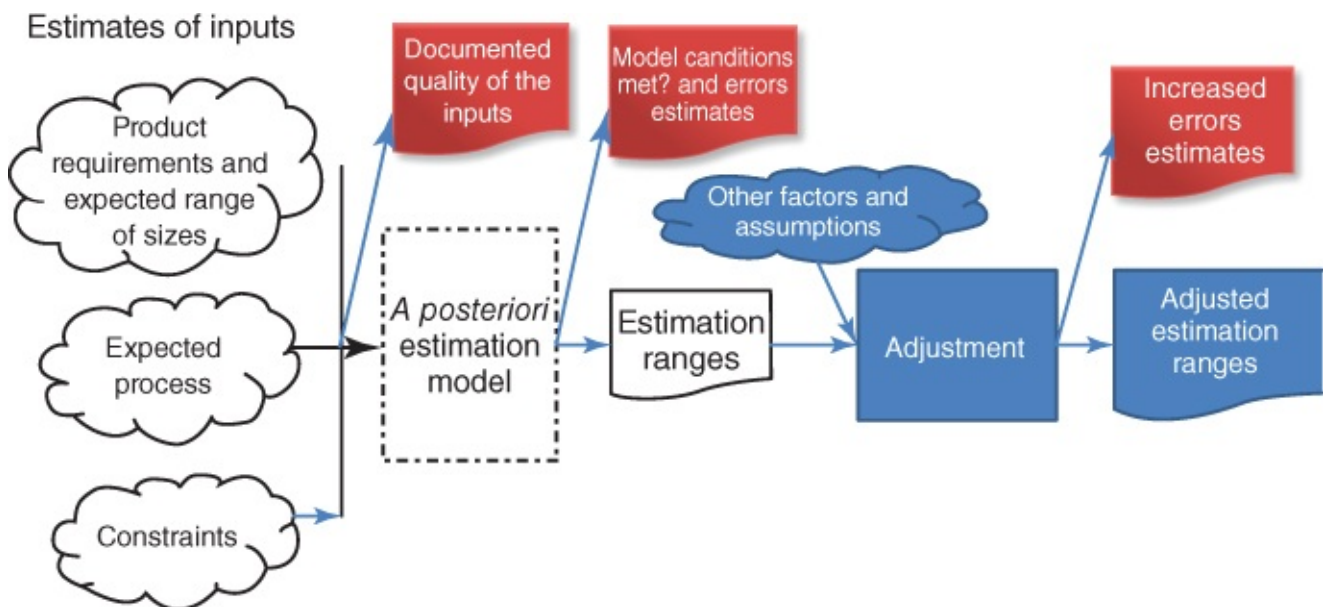 Estimates of inputs
Product
requirements and
expected range
of sizes
Expected
process
Constraints
Documented
quality of the
inputs
A posteriori
estimation
model
Model canditions
met? and errors
estimates
Estimation
ranges
Other factors and
assumptions
Adjustment
Increased
errors
estimates
Adjusted
estimation
ranges